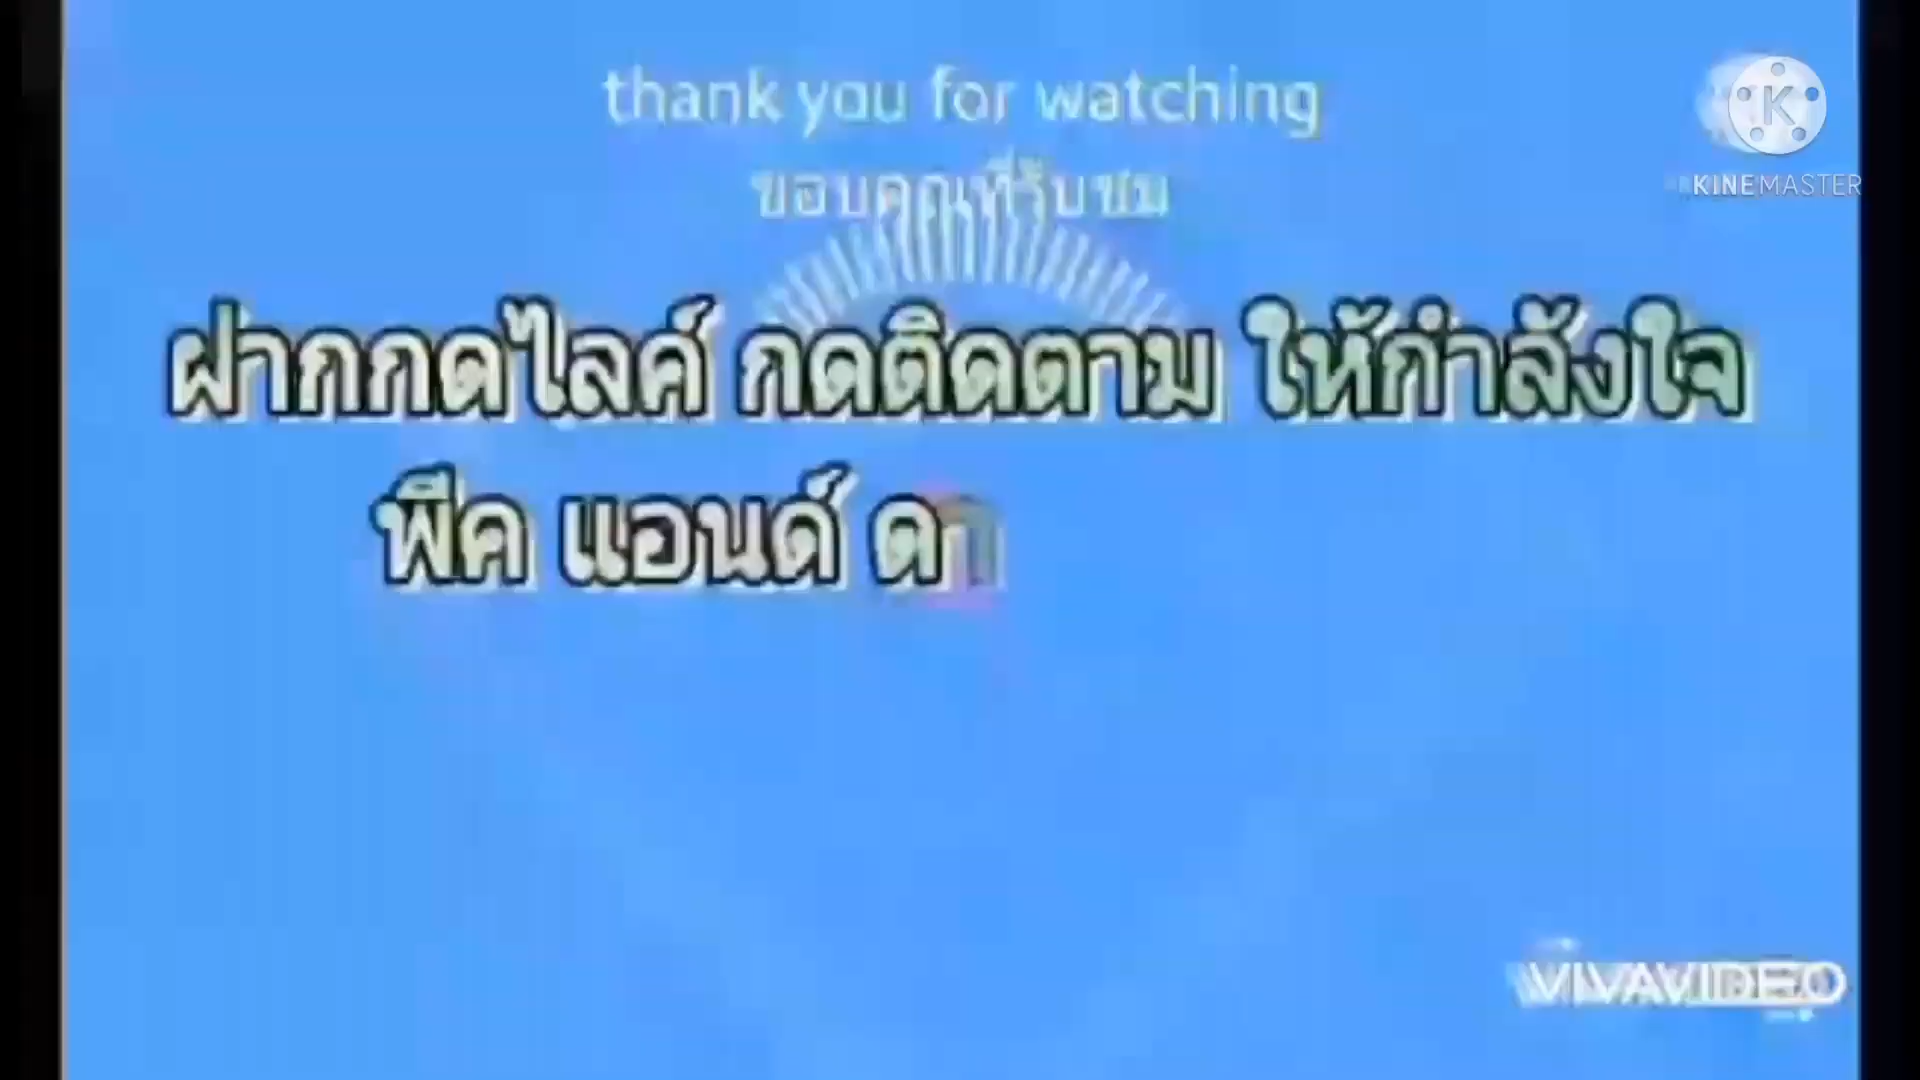 thank you for watching
ขอบคุณที่รับชม
ฝากกดไลค์ กดติดตาม ให้กำลังใจ
พีค แอนด์ ดา
KINEMASTER
VIVAVIDEO